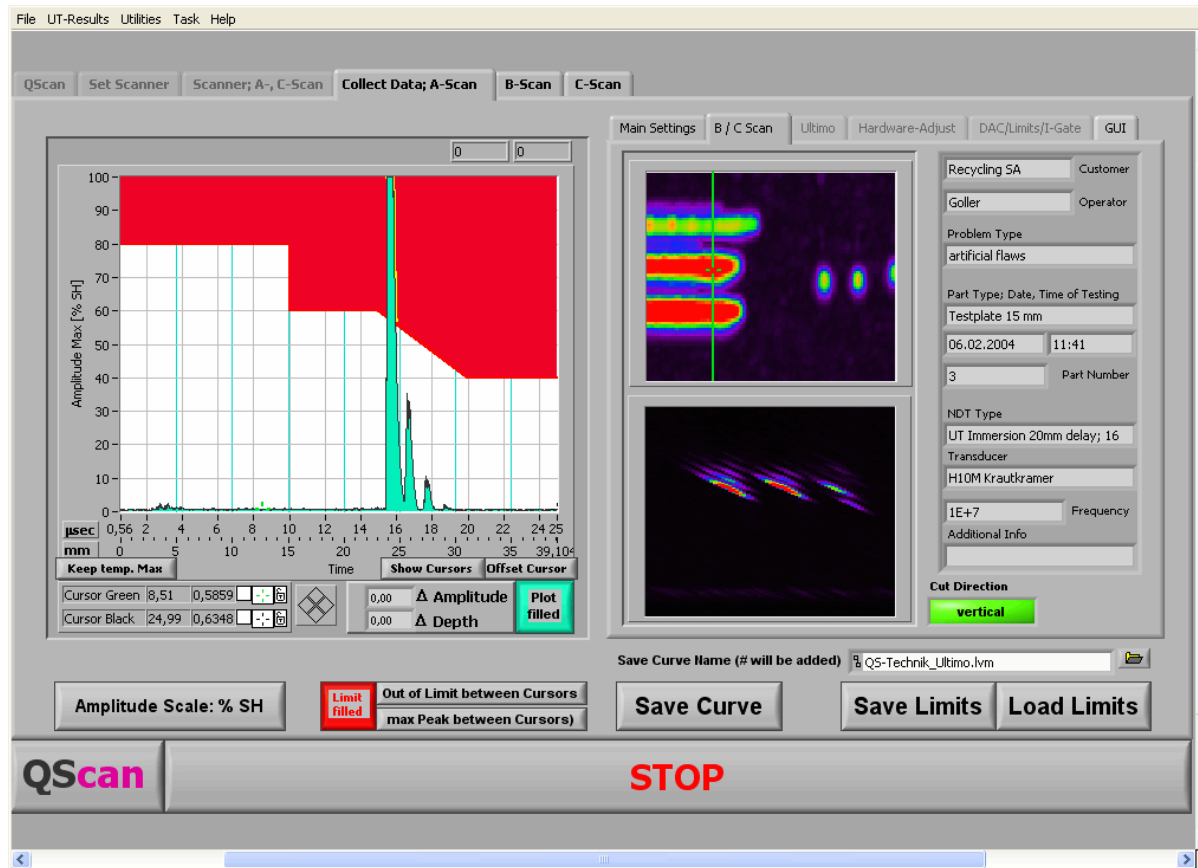 File UT-Results Utilities Task Help
QScan Set Scanner Scanner; A-, C-Scan Collect Data; A-Scan B-Scan C-Scan
Main Settings B / C Scan Ultimo Hardware-Adjust DAC/Limits/I-Gate GUI
0 0
Amplitude Max [% SH]
100
90
80
70
60
50
40
30
20
10
0
µsec 0,56 2 4 6 8 10 12 14 16 18 20 22 24 25
mm 0 5 10 15 20 25 30 35 39,104
Keep temp. Max Time Show Cursors Offset Cursor
Cursor Green 8,51 0,5859
Cursor Black 24,99 0,6348
0,00 Δ Amplitude
0,00 Δ Depth
Plot
filled
Recycling SA Customer
Goller Operator
Problem Type
artificial flaws
Part Type; Date, Time of Testing
Testplate 15 mm
06.02.2004 11:41
3 Part Number
NDT Type
UT Immersion 20mm delay; 16
Transducer
H10M Krautkramer
1E+7 Frequency
Additional Info
Cut Direction
vertical
Save Curve Name (# will be added) QS-Technik_Ultimo.lvm
Amplitude Scale: % SH
Limit
filled
Out of Limit between Cursors
max Peak between Cursors)
Save Curve Save Limits Load Limits
QScan STOP